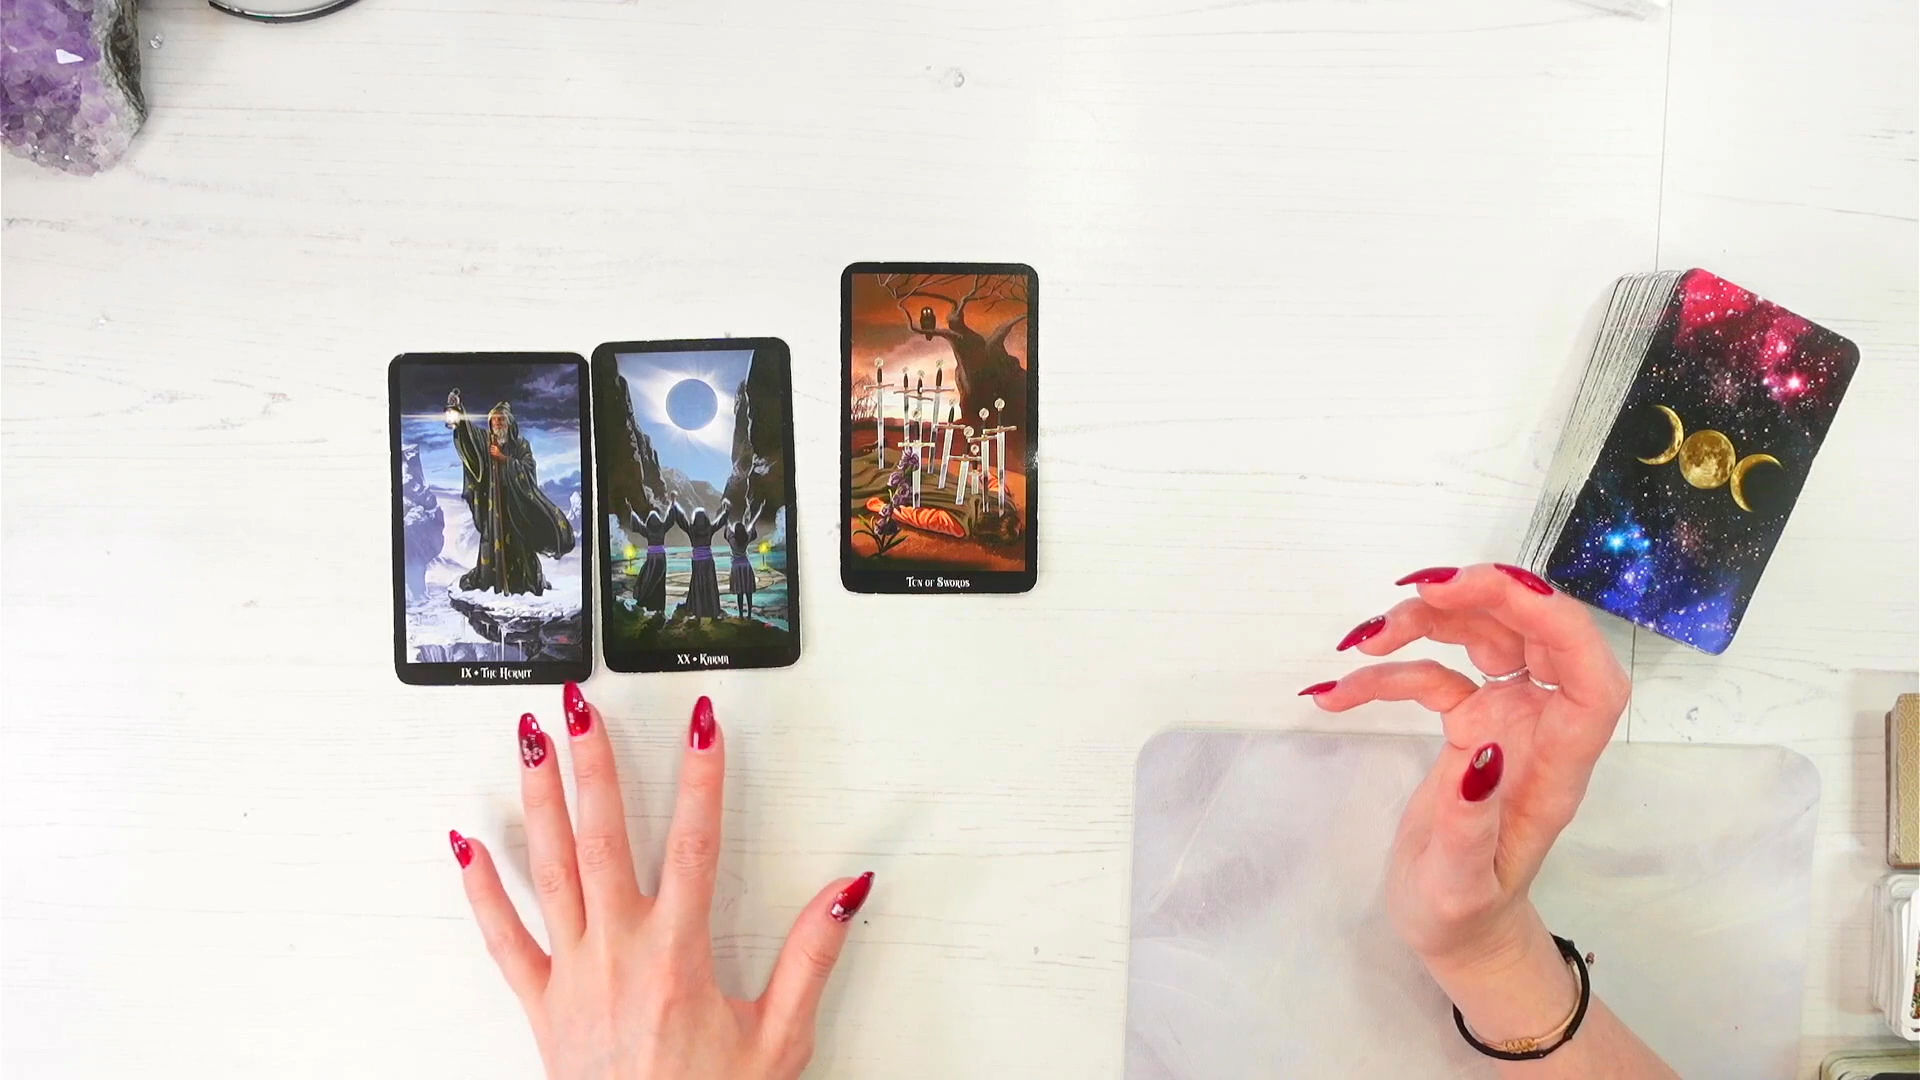 IX • The Hermit
XX • Karma
Ten of Swords